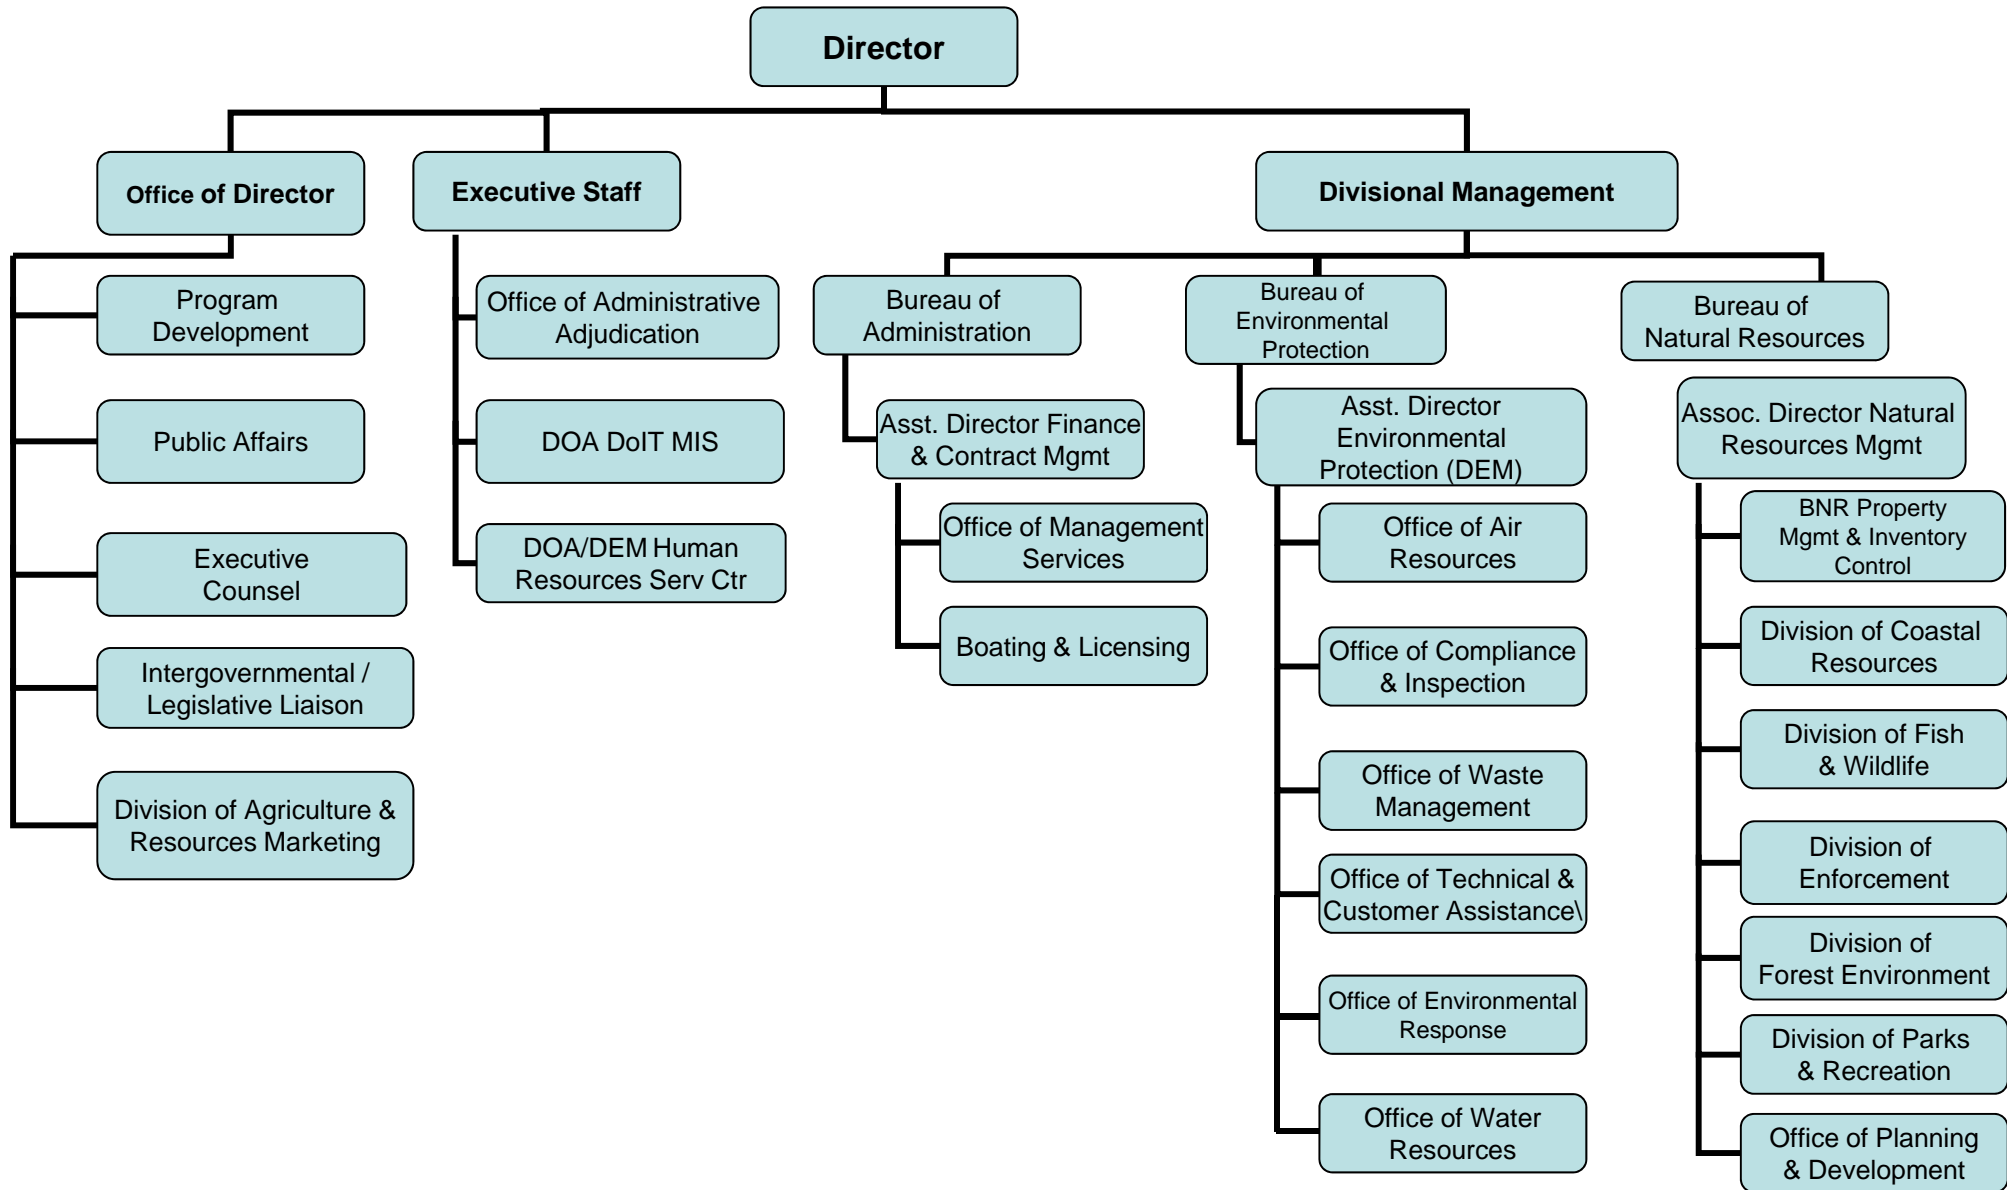 Director
Office of Director
Executive Staff
Divisional Management
Program
Development
Public Affairs
Executive
Counsel
Intergovernmental /
Legislative Liaison
Division of Agriculture &
Resources Marketing
Office of Administrative
Adjudication
DOA DoIT MIS
DOA/DEM Human
Resources Serv Ctr
Bureau of
Administration
Asst. Director Finance
& Contract Mgmt
Office of Management
Services
Boating & Licensing
Bureau of
Environmental
Protection
Asst. Director
Environmental
Protection (DEM)
Office of Air
Resources
Office of Compliance
& Inspection
Office of Waste
Management
Office of Technical &
Customer Assistance\
Office of Environmental
Response
Office of Water
Resources
Bureau of
Natural Resources
Assoc. Director Natural
Resources Mgmt
BNR Property
Mgmt & Inventory
Control
Division of Coastal
Resources
Division of Fish
& Wildlife
Division of
Enforcement
Division of
Forest Environment
Division of Parks
& Recreation
Office of Planning
& Development